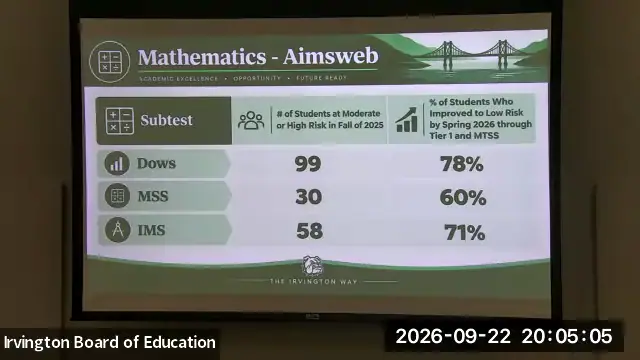 Mathematics - Aimsweb
ACADEMIC EXCELLENCE • OPPORTUNITY • FUTURE READY
Subtest
# of Students at Moderate
or High Risk in Fall of 2025
% of Students Who
Improved to Low Risk
by Spring 2026 through
Tier 1 and MTSS
Dows 99 78%
MSS 30 60%
IMS 58 71%
THE IRVINGTON WAY
Irvington Board of Education
2026-09-22 20:05:05